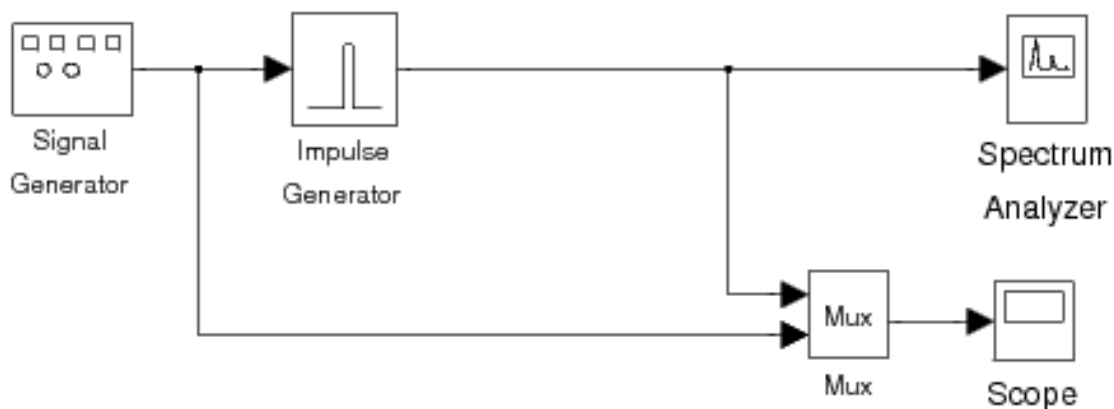 Signal
Generator
Impulse
Generator
Spectrum
Analyzer
Mux
Mux
Scope